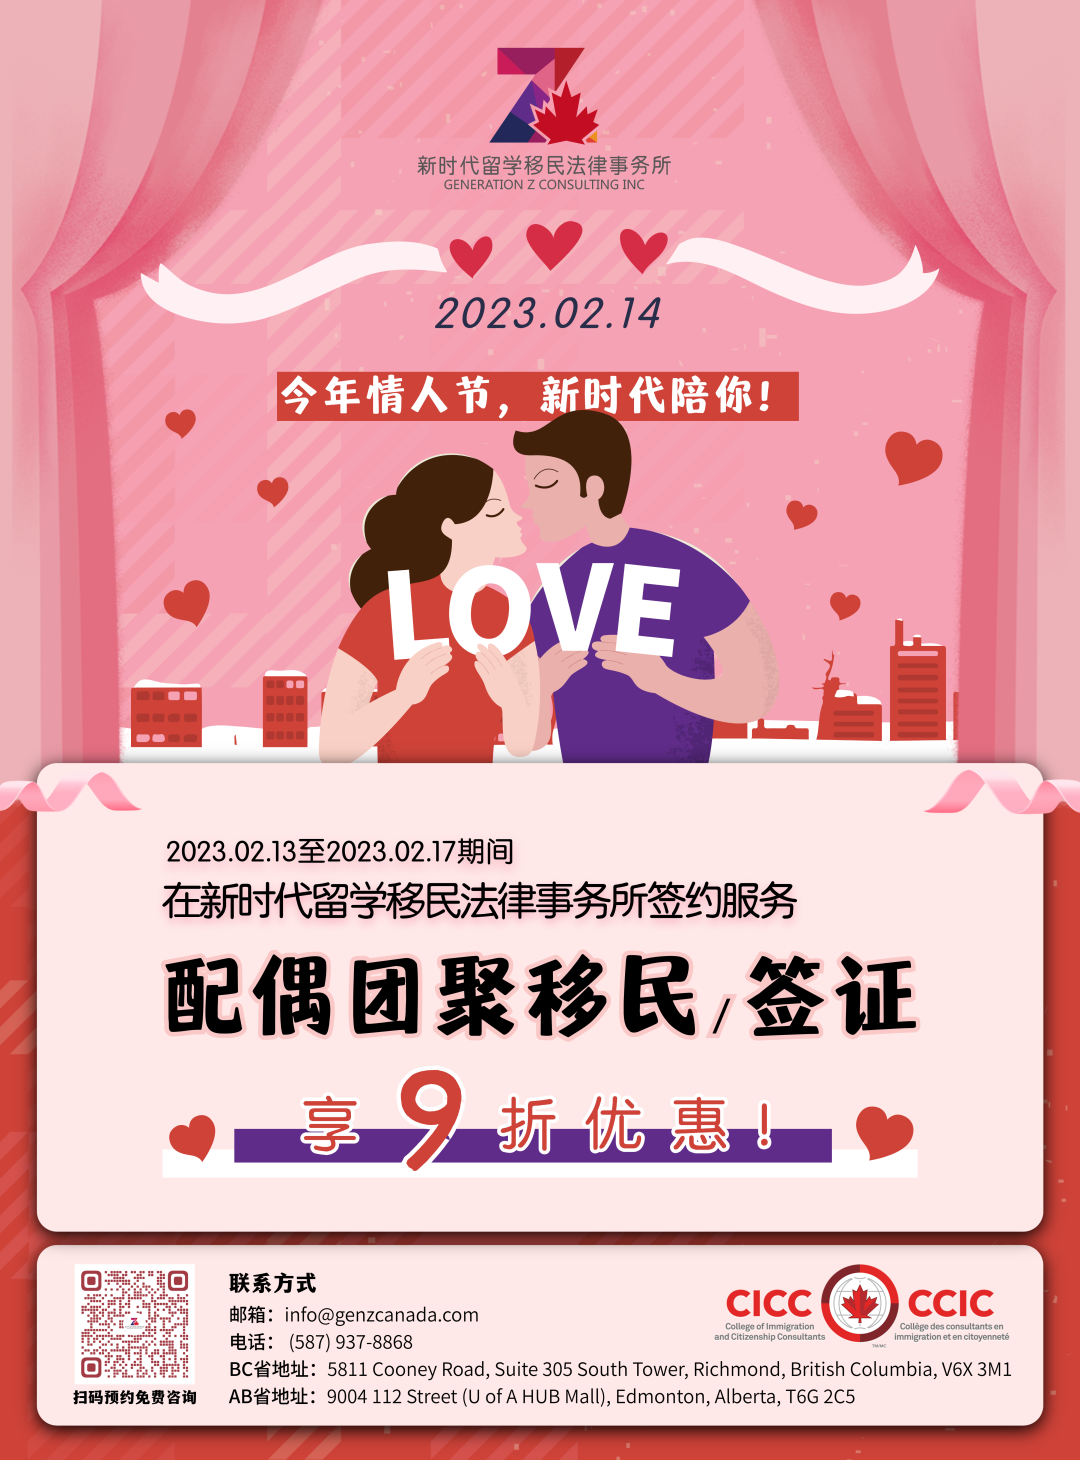 新时代留学移民法律事务所
GENERATION Z CONSULTING INC
2023.02.14
今年情人节，新时代陪你！
LOVE
2023.02.13至2023.02.17期间
在新时代留学移民法律事务所签约服务
配偶团聚移民/签证
享9折优惠！
扫码预约免费咨询
联系方式
邮箱：info@genzcanada.com
电话：(587) 937-8868
BC省地址：5811 Cooney Road, Suite 305 South Tower, Richmond, British Columbia, V6X 3M1
AB省地址：9004 112 Street (U of A HUB Mall), Edmonton, Alberta, T6G 2C5
CICC
College of Immigration
and Citizenship Consultants
CCIC
Collège des consultants en
immigration et en citoyenneté
TM/MC